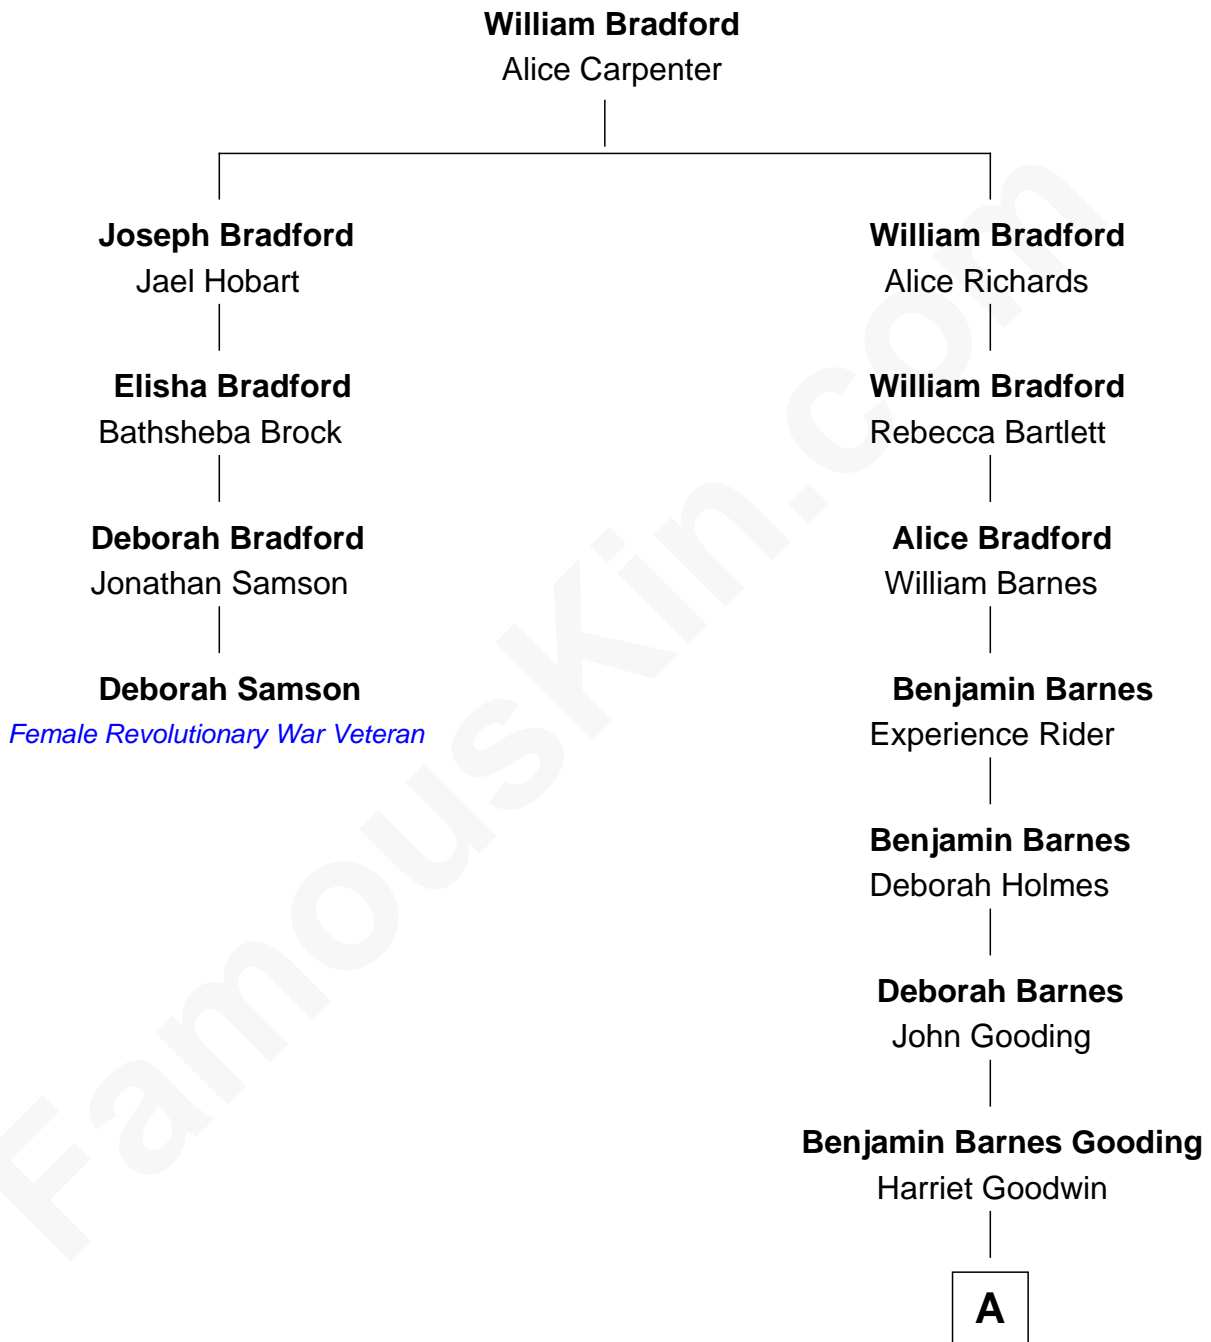 William Bradford
Alice Carpenter
Joseph Bradford
Jael Hobart
Elisha Bradford
Bathsheba Brock
Deborah Bradford
Jonathan Samson
Deborah Samson
Female Revolutionary War Veteran
William Bradford
Alice Richards
William Bradford
Rebecca Bartlett
Alice Bradford
William Barnes
Benjamin Barnes
Experience Rider
Benjamin Barnes
Deborah Holmes
Deborah Barnes
John Gooding
Benjamin Barnes Gooding
Harriet Goodwin
A
FamousKin.com